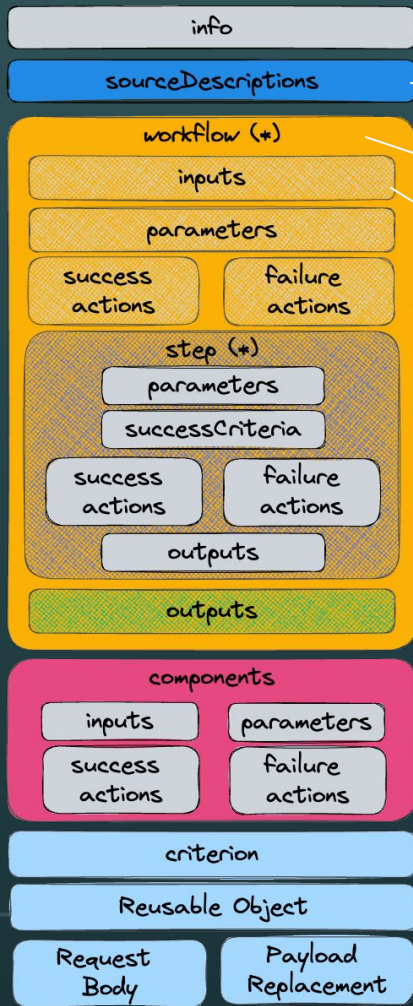 info
sourceDescriptions
workflow (*)
inputs
parameters
success actions
failure actions
step (*)
parameters
successCriteria
success actions
failure actions
outputs
outputs
components
inputs
parameters
success actions
failure actions
criterion
Reusable Object
Request Body
Payload Replacement